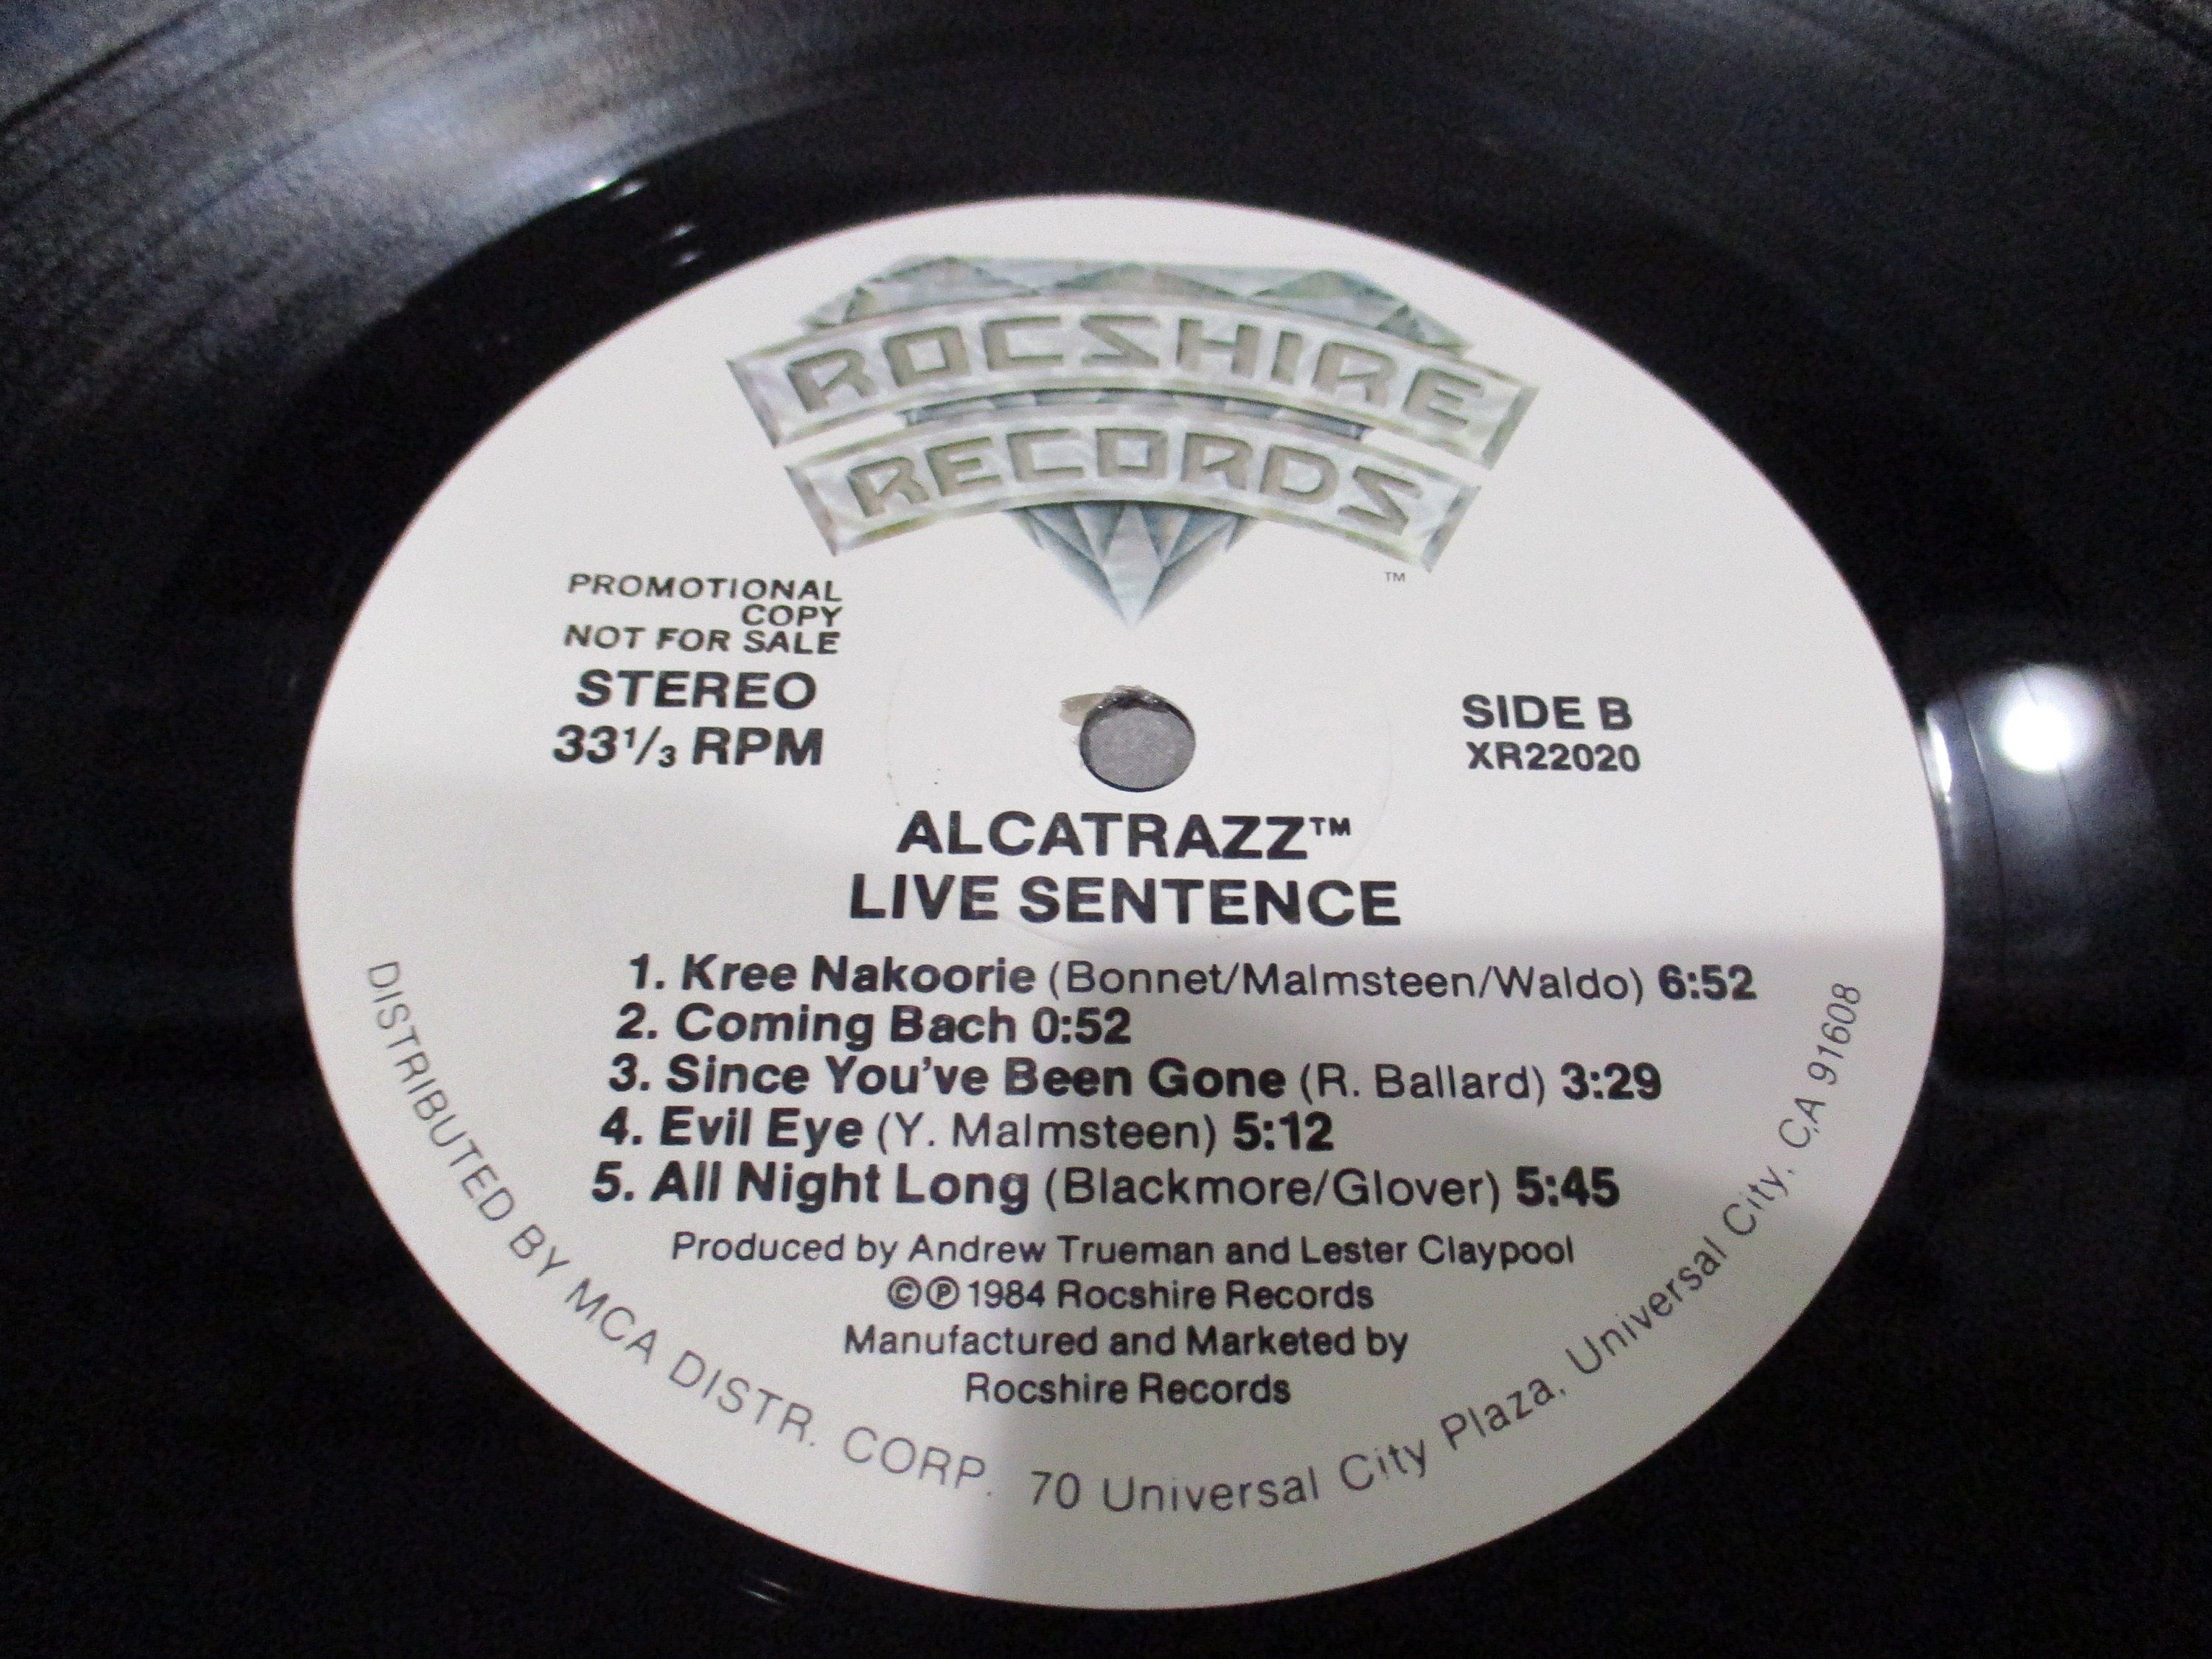 ROCSHIRE
RECORDS
TM
PROMOTIONAL
COPY
NOT FOR SALE
STEREO
33 1/3 RPM
SIDE B
XR22020
ALCATRAZZ™
LIVE SENTENCE
1. Kree Nakoorie (Bonnet/Malmsteen/Waldo) 6:52
2. Coming Bach 0:52
3. Since You've Been Gone (R. Ballard) 3:29
4. Evil Eye (Y. Malmsteen) 5:12
5. All Night Long (Blackmore/Glover) 5:45
Produced by Andrew Trueman and Lester Claypool
©℗ 1984 Rocshire Records
Manufactured and Marketed by
Rocshire Records
DISTRIBUTED BY MCA DISTR. CORP. 70 Universal City Plaza, Universal City, CA 91608